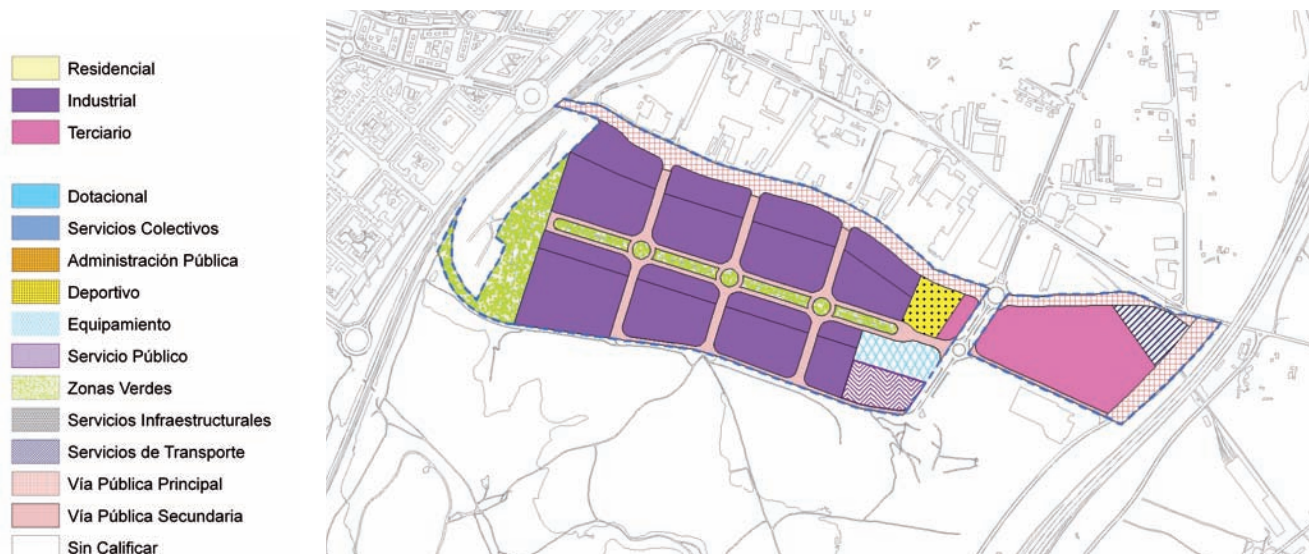 Residencial
Industrial
Terciario
Dotacional
Servicios Colectivos
Administración Pública
Deportivo
Equipamiento
Servicio Público
Zonas Verdes
Servicios Infraestructurales
Servicios de Transporte
Vía Pública Principal
Vía Pública Secundaria
Sin Calificar